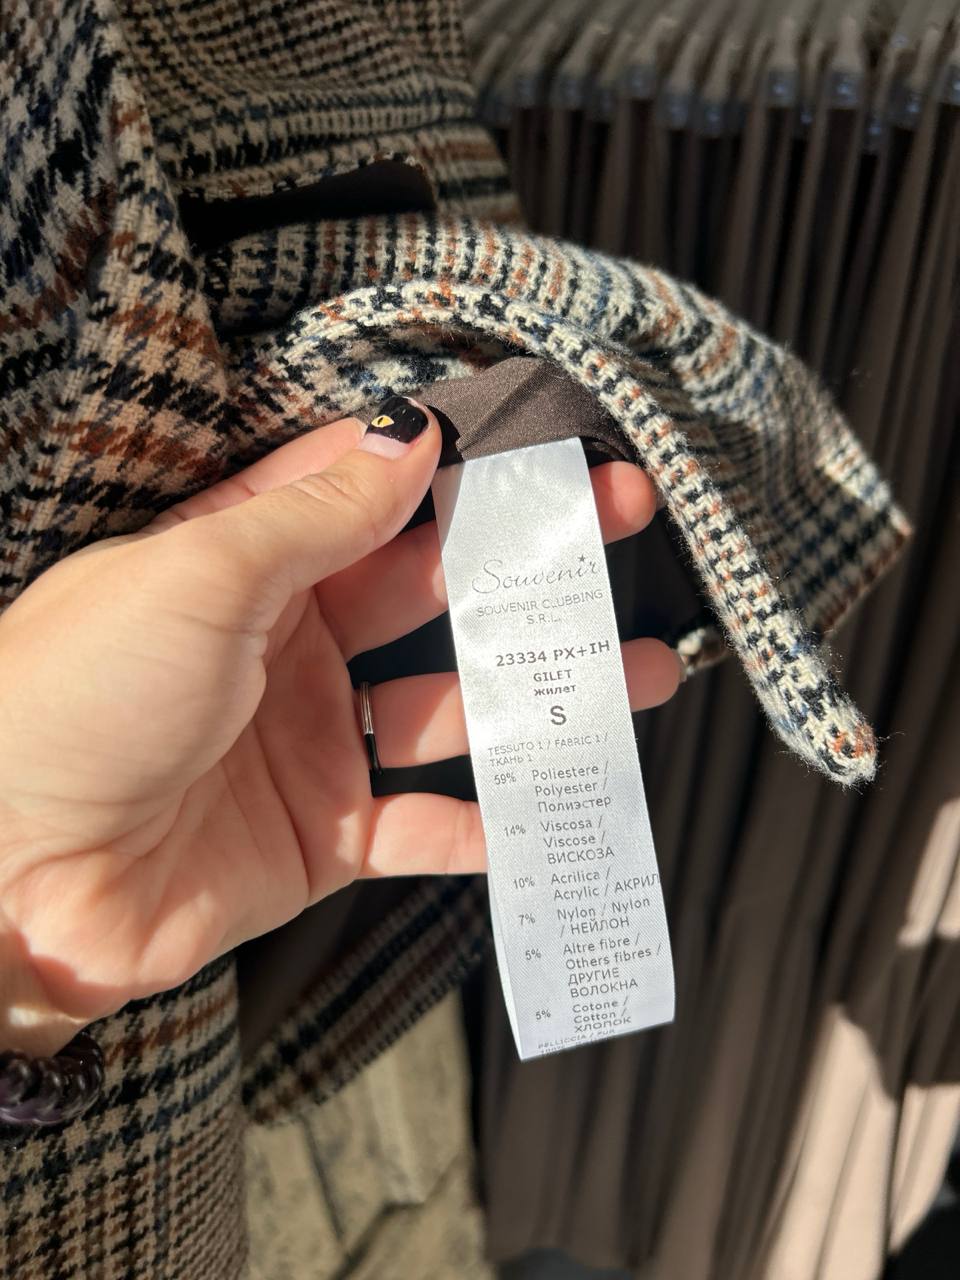 Souvenir
SOUVENIR CLUBBING
S.R.L.
23334 PX+IH
GILET
жилет
S
TESSUTO 1 / FABRIC 1 /
ТКАНЬ 1
59% Poliestere /
Polyester /
Полиэстер
14% Viscosa /
Viscose /
ВИСКОЗА
10% Acrilica /
Acrylic / АКРИЛ
7% Nylon / Nylon
/ НЕЙЛОН
5% Altre fibre /
Others fibres /
ДРУГИЕ
ВОЛОКНА
5% Cotone /
Cotton /
ХЛОПОК
PELLICCIA / FUR